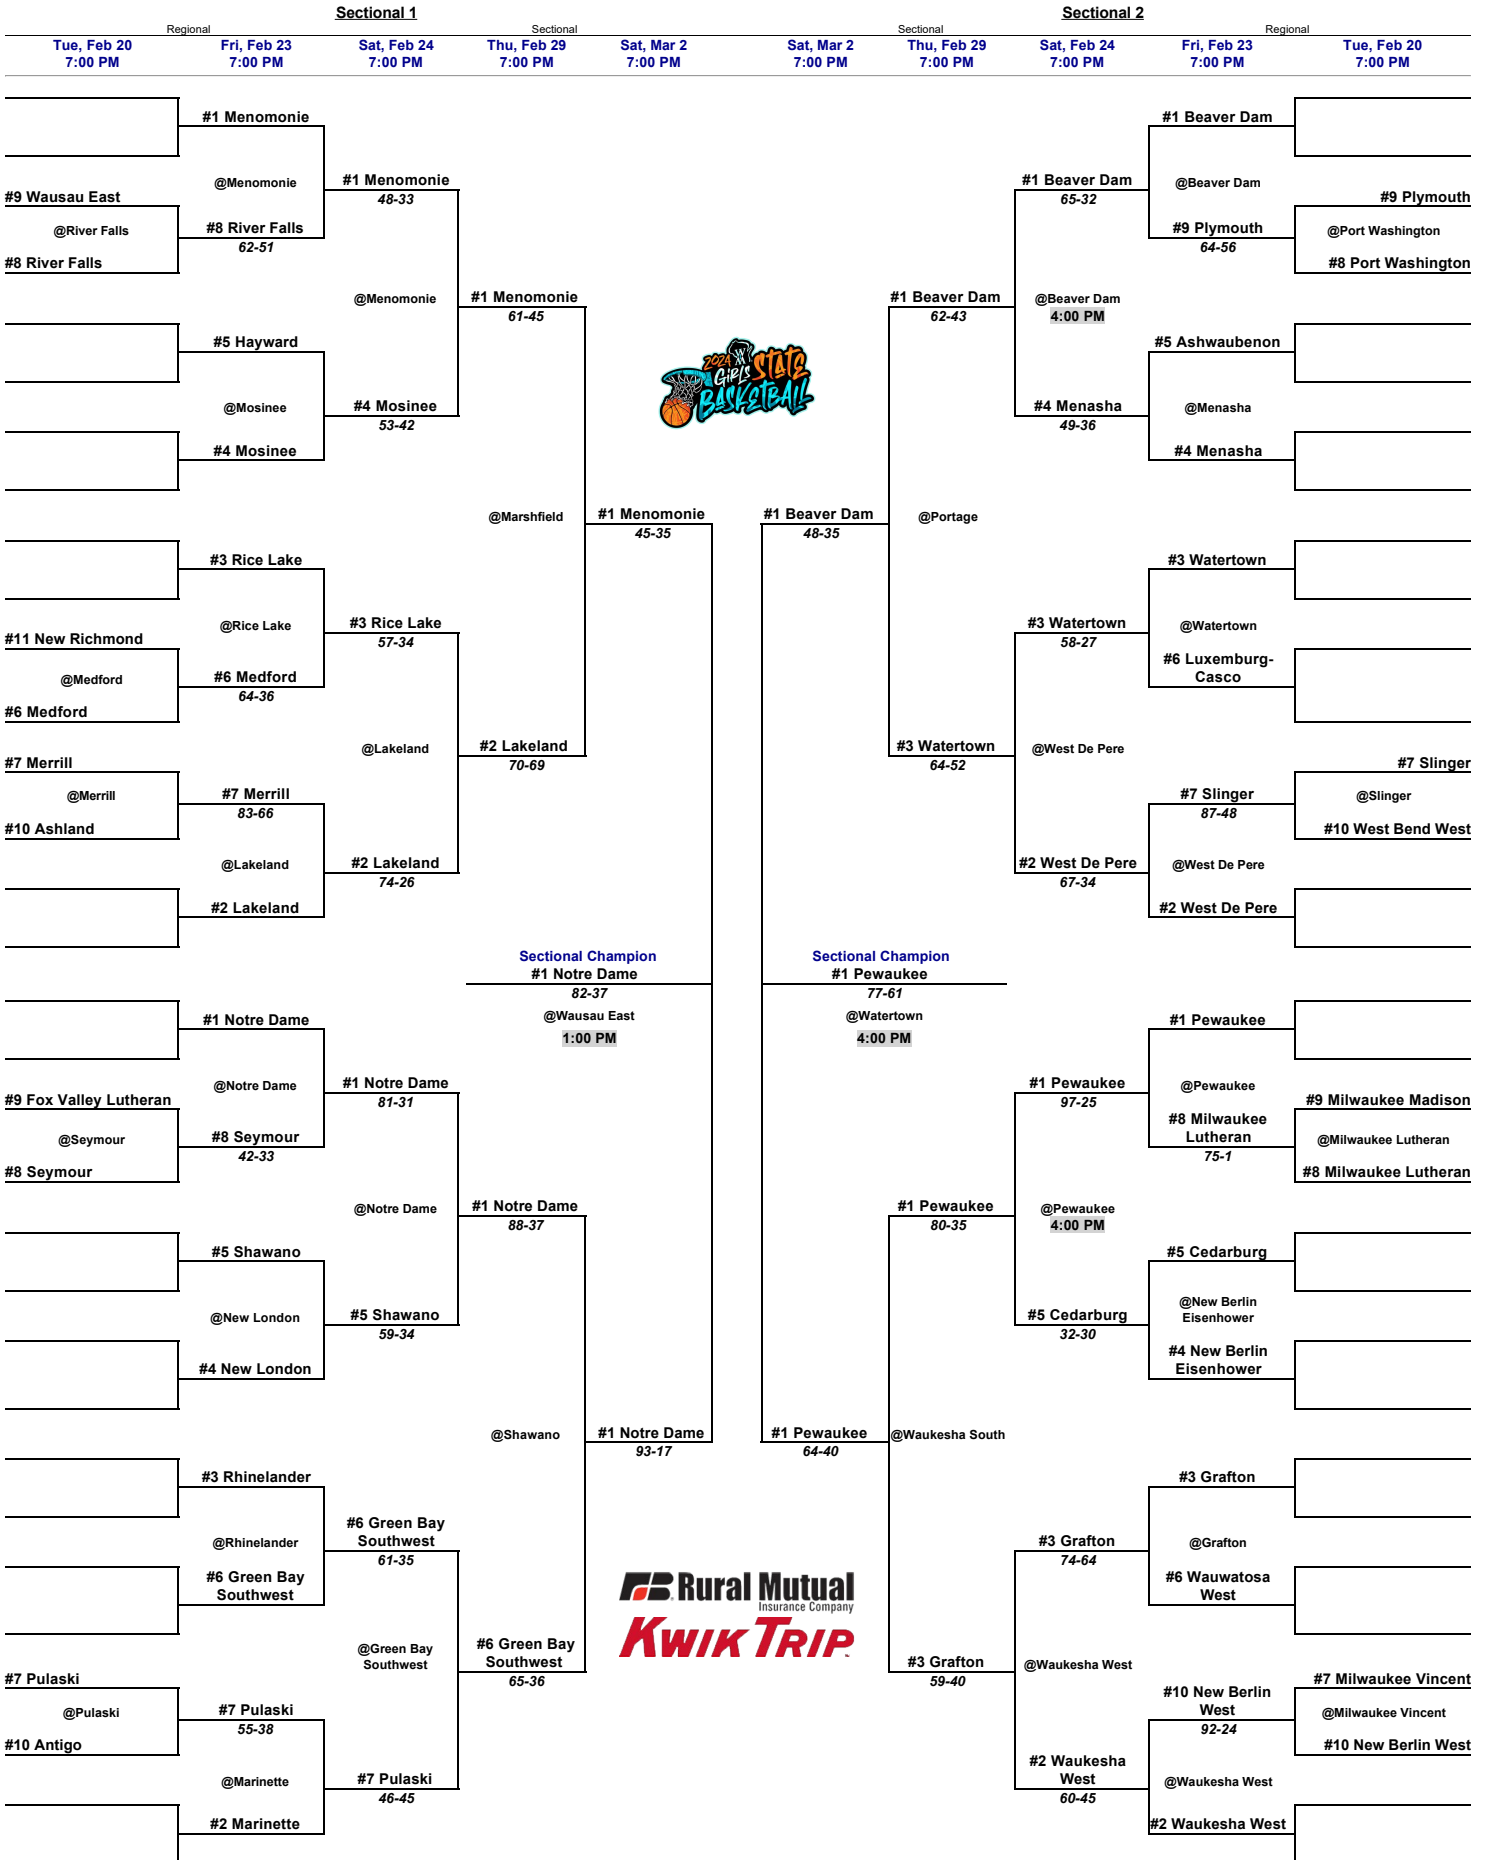 Sectional 1
Sectional 2
Regional
Sectional
Sectional
Regional
Tue, Feb 20
7:00 PM
Fri, Feb 23
7:00 PM
Sat, Feb 24
7:00 PM
Thu, Feb 29
7:00 PM
Sat, Mar 2
7:00 PM
Sat, Mar 2
7:00 PM
Thu, Feb 29
7:00 PM
Sat, Feb 24
7:00 PM
Fri, Feb 23
7:00 PM
Tue, Feb 20
7:00 PM
#9 Wausau East
@River Falls
#8 River Falls
#11 New Richmond
@Medford
#6 Medford
#7 Merrill
@Merrill
#10 Ashland
#9 Fox Valley Lutheran
@Seymour
#8 Seymour
#7 Pulaski
@Pulaski
#10 Antigo
#1 Menomonie
@Menomonie
#8 River Falls
62-51
#5 Hayward
@Mosinee
#4 Mosinee
#3 Rice Lake
@Rice Lake
#6 Medford
64-36
#7 Merrill
83-66
@Lakeland
#2 Lakeland
#1 Notre Dame
@Notre Dame
#8 Seymour
42-33
#5 Shawano
@New London
#4 New London
#3 Rhinelander
@Rhinelander
#6 Green Bay
Southwest
#7 Pulaski
55-38
@Marinette
#2 Marinette
#1 Menomonie
48-33
@Menomonie
#4 Mosinee
53-42
#3 Rice Lake
57-34
@Lakeland
#2 Lakeland
74-26
#1 Notre Dame
81-31
@Notre Dame
#5 Shawano
59-34
#6 Green Bay
Southwest
61-35
@Green Bay
Southwest
#7 Pulaski
46-45
#1 Menomonie
61-45
@Marshfield
#2 Lakeland
70-69
#1 Notre Dame
88-37
@Shawano
#6 Green Bay
Southwest
65-36
#1 Menomonie
45-35
Sectional Champion
#1 Notre Dame
82-37
@Wausau East
1:00 PM
#1 Notre Dame
93-17
2024
GIRLS STATE
BASKETBALL
Rural Mutual
Insurance Company
KWIK TRIP
#1 Beaver Dam
48-35
Sectional Champion
#1 Pewaukee
77-61
@Watertown
4:00 PM
#1 Pewaukee
64-40
#1 Beaver Dam
62-43
@Portage
#3 Watertown
64-52
#1 Pewaukee
80-35
@Waukesha South
#3 Grafton
59-40
#1 Beaver Dam
65-32
@Beaver Dam
4:00 PM
#4 Menasha
49-36
#3 Watertown
58-27
@West De Pere
#2 West De Pere
67-34
#1 Pewaukee
97-25
@Pewaukee
4:00 PM
#5 Cedarburg
32-30
#3 Grafton
74-64
@Waukesha West
#2 Waukesha
West
60-45
#1 Beaver Dam
@Beaver Dam
#9 Plymouth
64-56
#5 Ashwaubenon
@Menasha
#4 Menasha
#3 Watertown
@Watertown
#6 Luxemburg-
Casco
#7 Slinger
87-48
@West De Pere
#2 West De Pere
#1 Pewaukee
@Pewaukee
#8 Milwaukee
Lutheran
75-1
#5 Cedarburg
@New Berlin
Eisenhower
#4 New Berlin
Eisenhower
#3 Grafton
@Grafton
#6 Wauwatosa
West
#10 New Berlin
West
92-24
@Waukesha West
#2 Waukesha West
#9 Plymouth
@Port Washington
#8 Port Washington
#7 Slinger
@Slinger
#10 West Bend West
#9 Milwaukee Madison
@Milwaukee Lutheran
#8 Milwaukee Lutheran
#7 Milwaukee Vincent
@Milwaukee Vincent
#10 New Berlin West